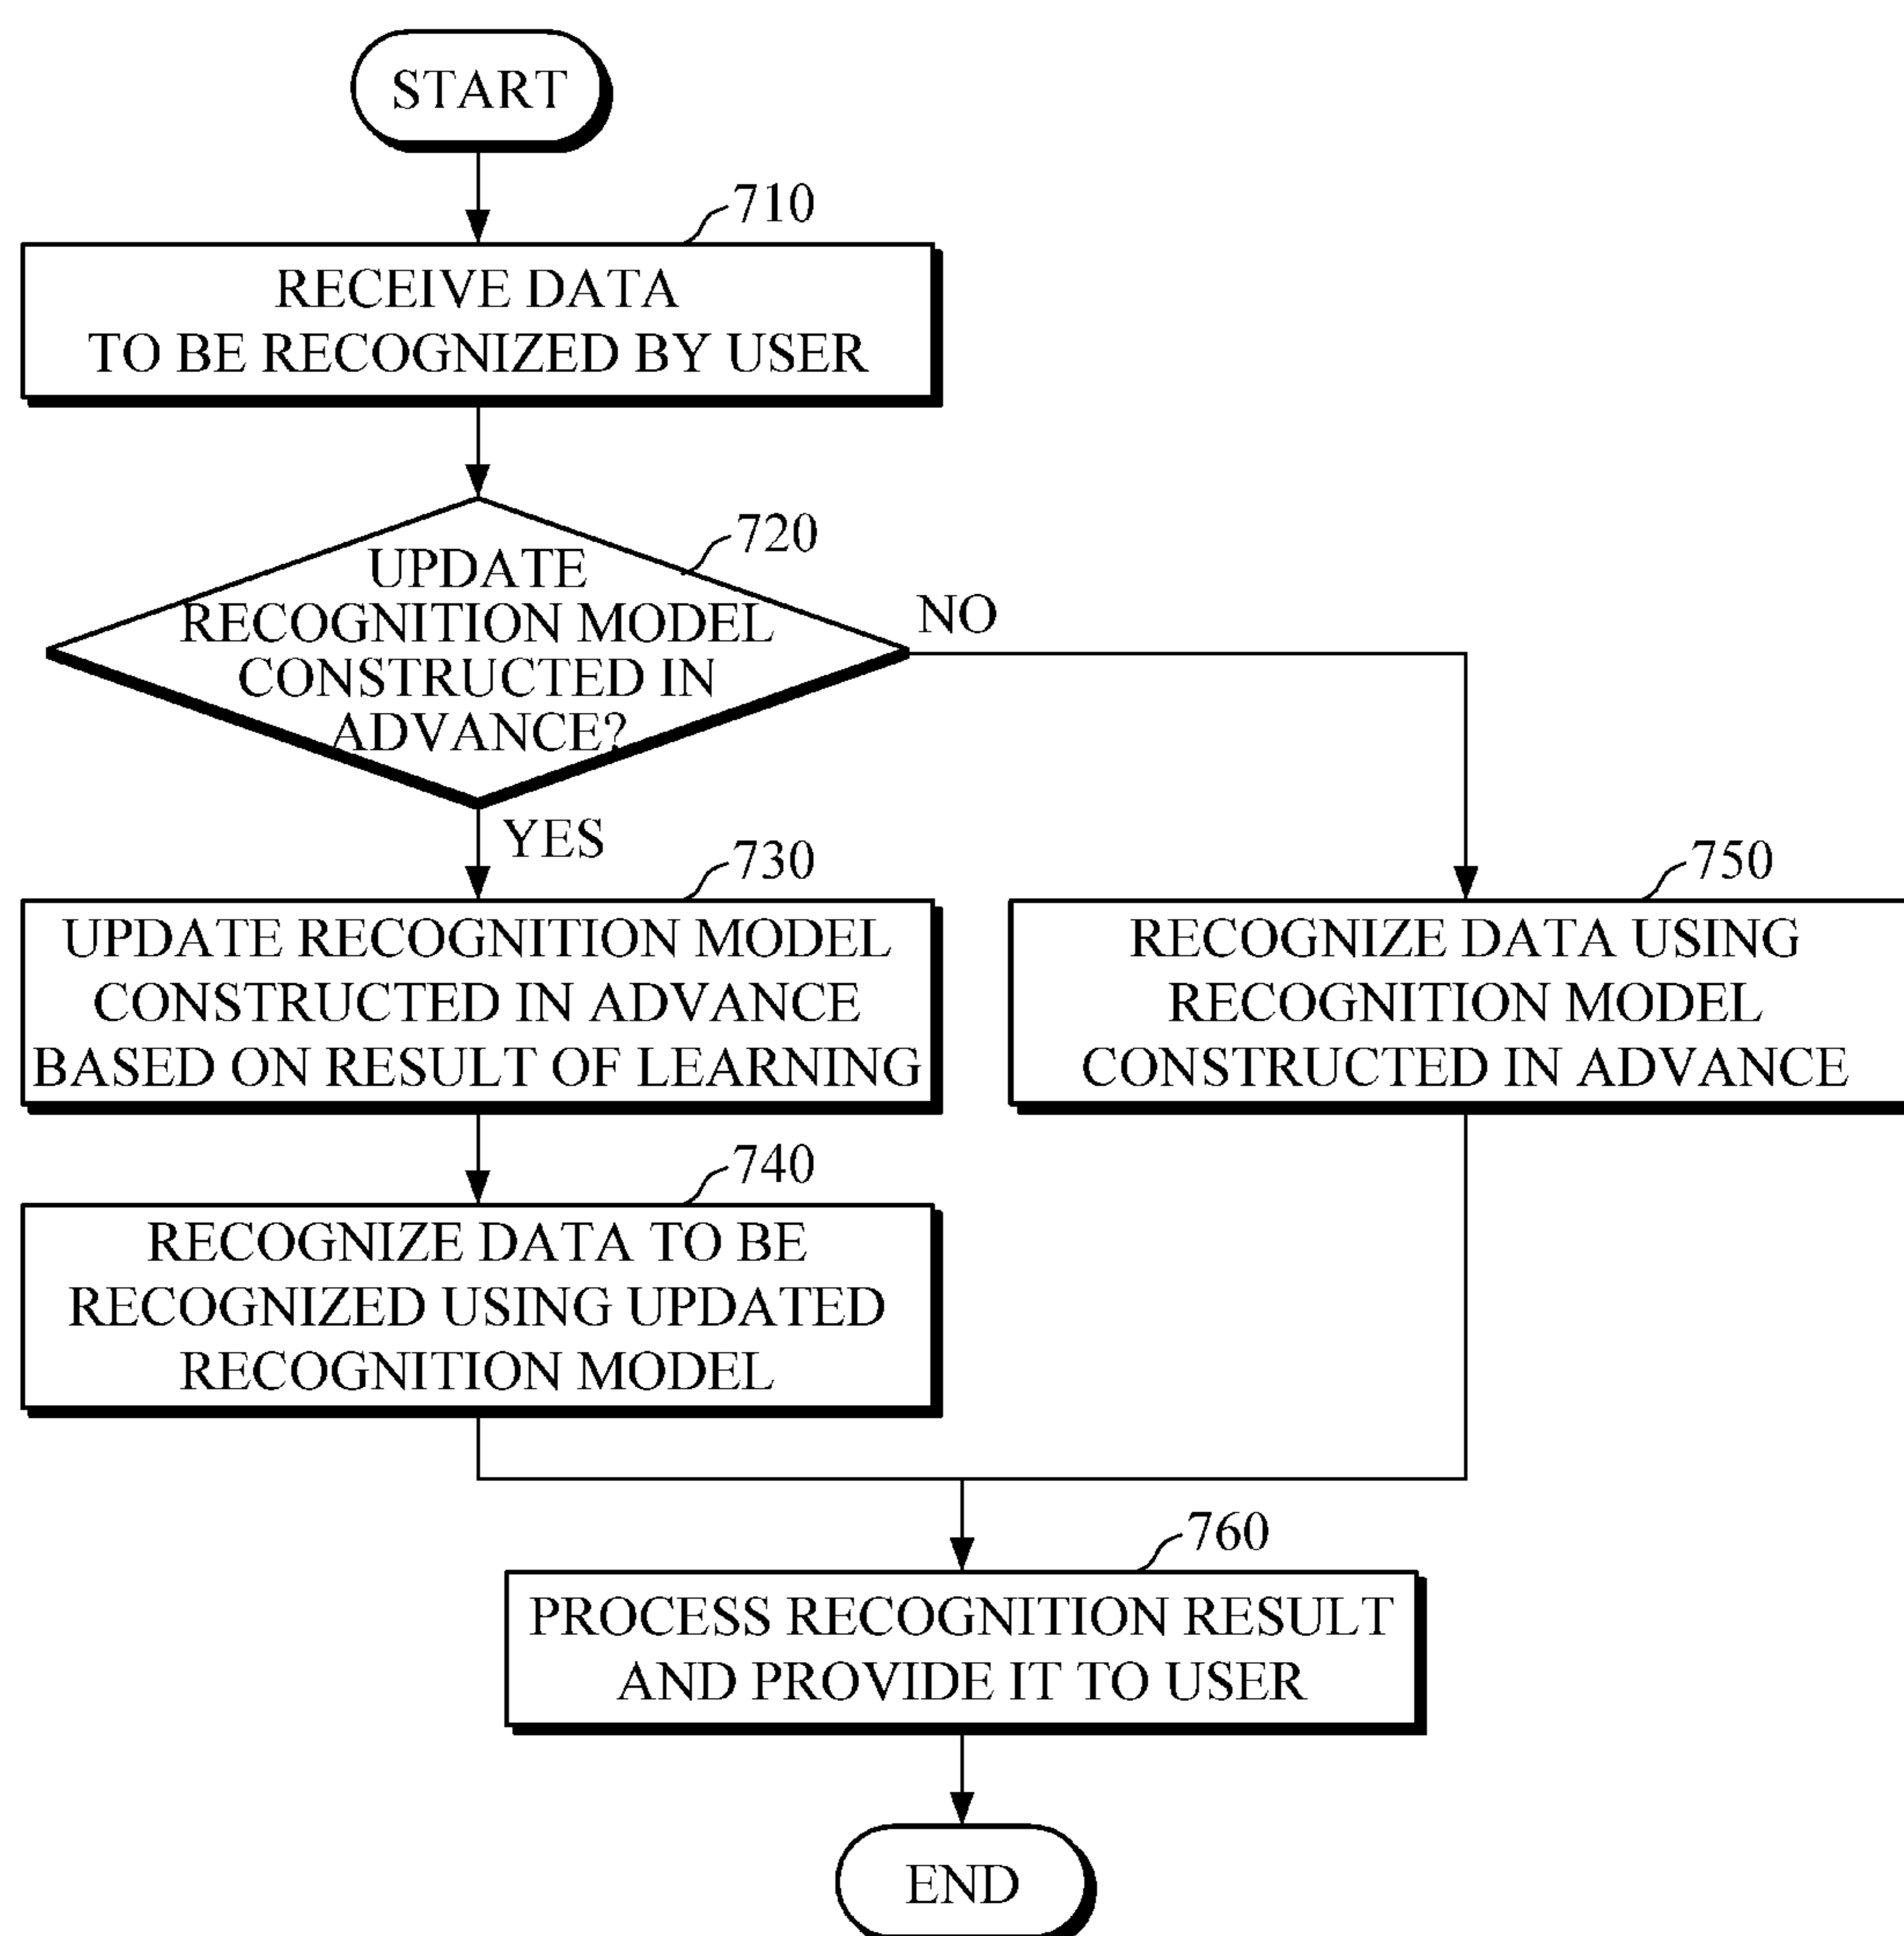 START
710
RECEIVE DATA
TO BE RECOGNIZED BY USER
720
UPDATE
RECOGNITION MODEL
CONSTRUCTED IN
ADVANCE?
NO
YES
730
UPDATE RECOGNITION MODEL
CONSTRUCTED IN ADVANCE
BASED ON RESULT OF LEARNING
750
RECOGNIZE DATA USING
RECOGNITION MODEL
CONSTRUCTED IN ADVANCE
740
RECOGNIZE DATA TO BE
RECOGNIZED USING UPDATED
RECOGNITION MODEL
760
PROCESS RECOGNITION RESULT
AND PROVIDE IT TO USER
END